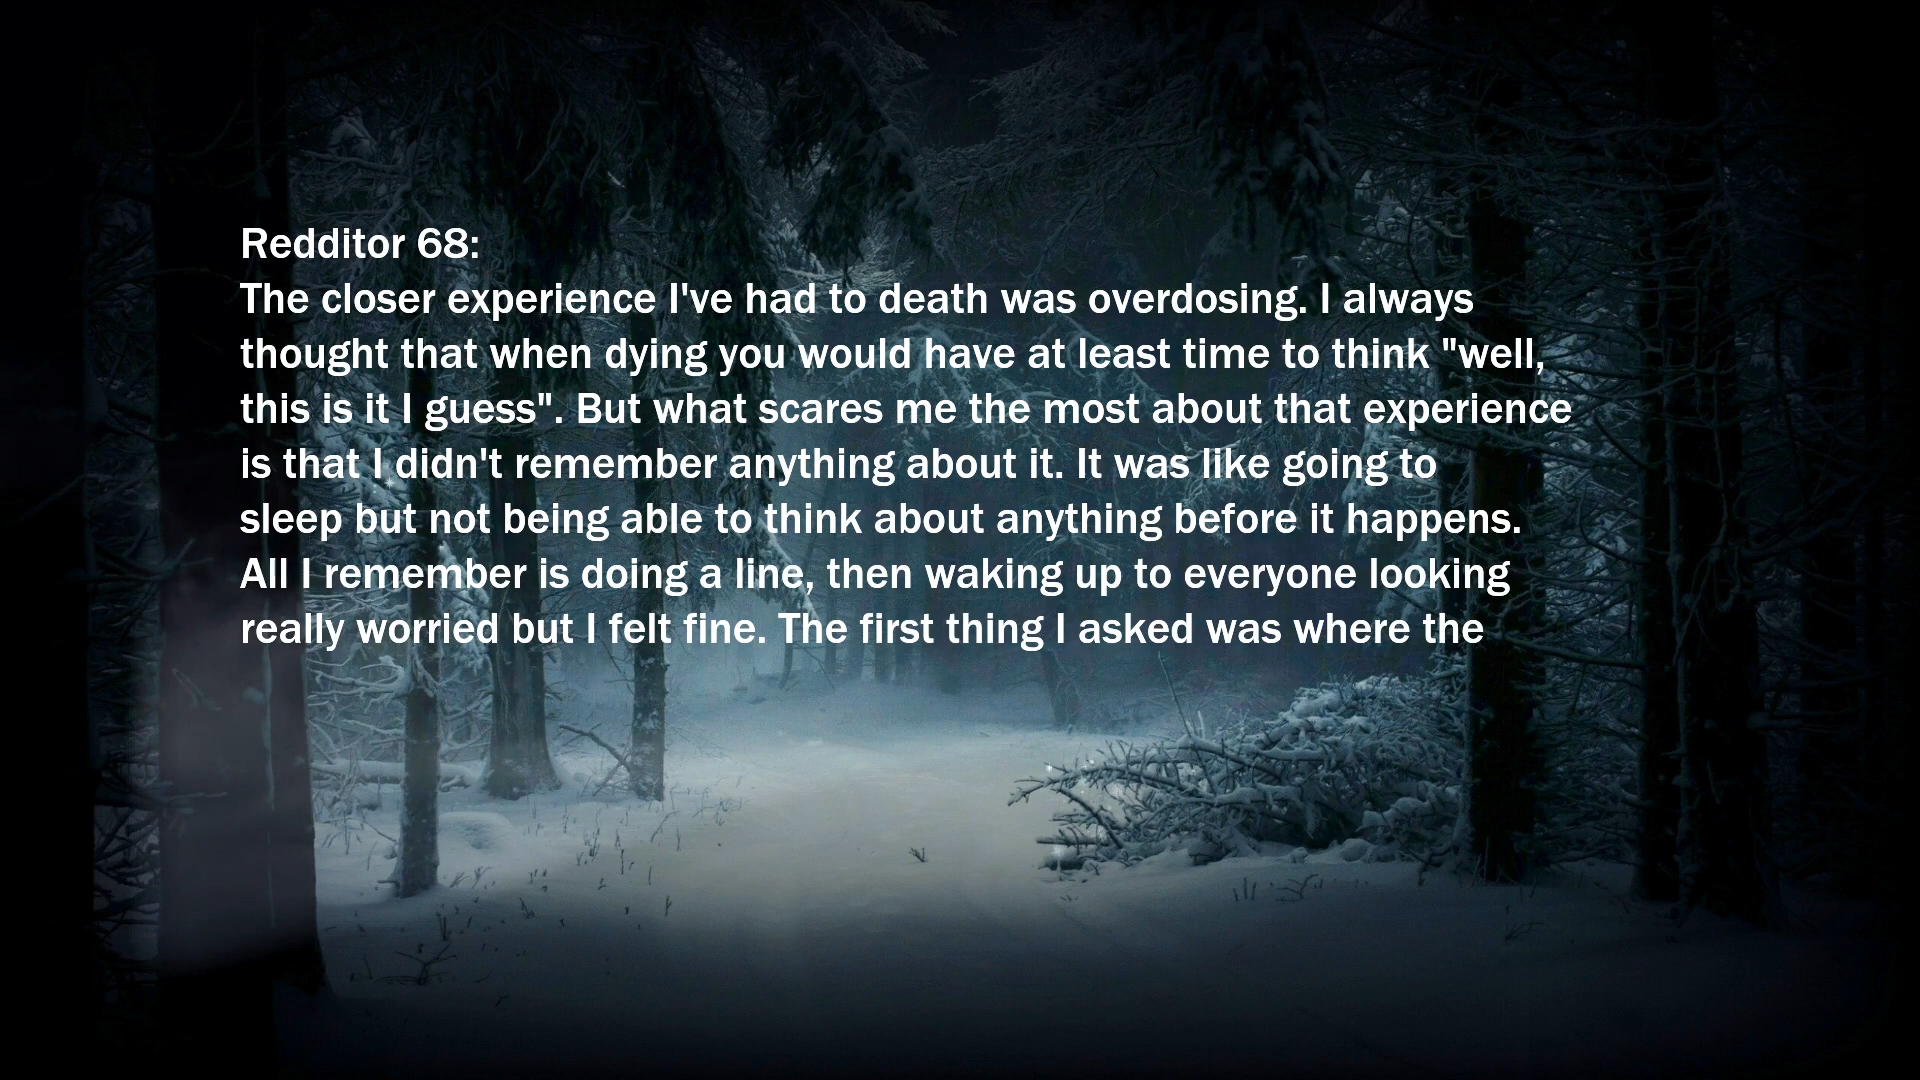 Redditor 68:
The closer experience I've had to death was overdosing. I always
thought that when dying you would have at least time to think "well,
this is it I guess". But what scares me the most about that experience
is that I didn't remember anything about it. It was like going to
sleep but not being able to think about anything before it happens.
All I remember is doing a line, then waking up to everyone looking
really worried but I felt fine. The first thing I asked was where the